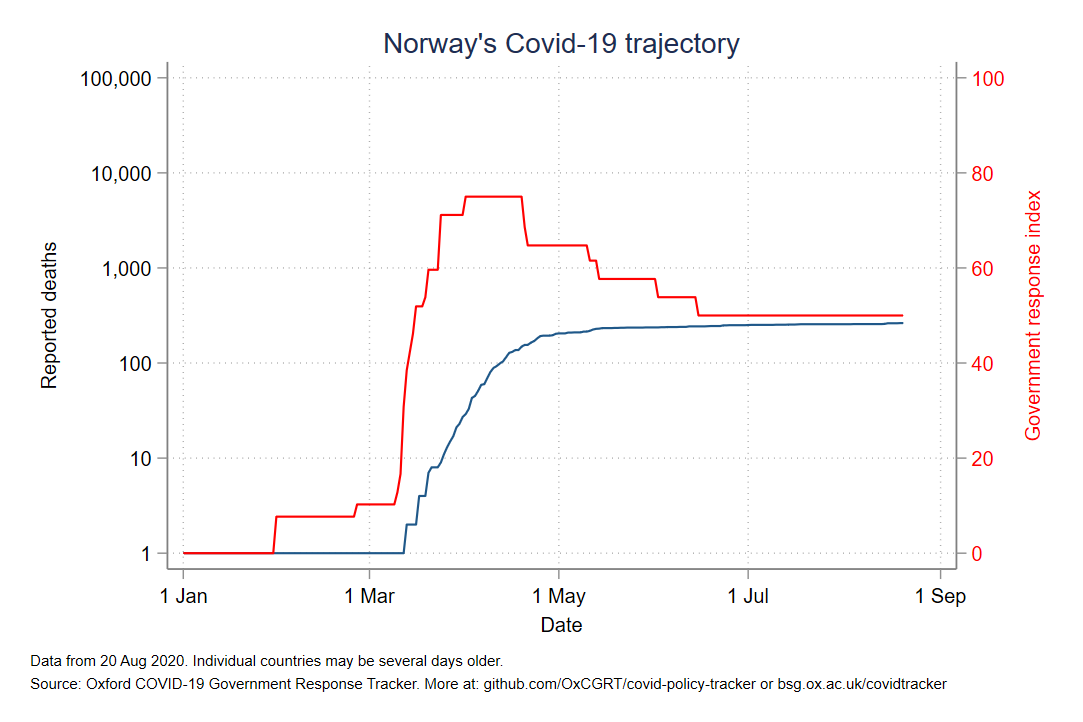 Norway's Covid-19 trajectory
100,000
10,000
1,000
100
10
1
Reported deaths
100
80
60
40
20
0
Government response index
1 Jan 1 Mar 1 May 1 Jul 1 Sep
Date
Data from 20 Aug 2020. Individual countries may be several days older.
Source: Oxford COVID-19 Government Response Tracker. More at: github.com/OxCGRT/covid-policy-tracker or bsg.ox.ac.uk/covidtracker